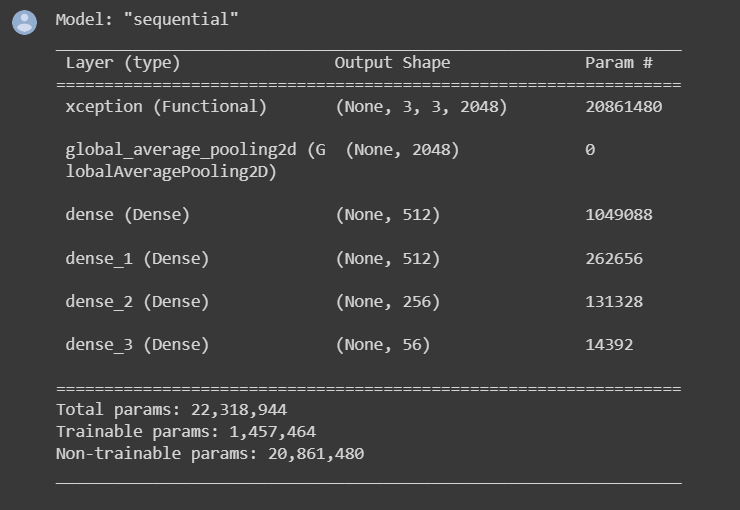 Model: "sequential"
Layer (type) Output Shape Param #
=================================================================
xception (Functional) (None, 3, 3, 2048) 20861480
global_average_pooling2d (G (None, 2048) 0
lobalAveragePooling2D)
dense (Dense) (None, 512) 1049088
dense_1 (Dense) (None, 512) 262656
dense_2 (Dense) (None, 256) 131328
dense_3 (Dense) (None, 56) 14392
=================================================================
Total params: 22,318,944
Trainable params: 1,457,464
Non-trainable params: 20,861,480